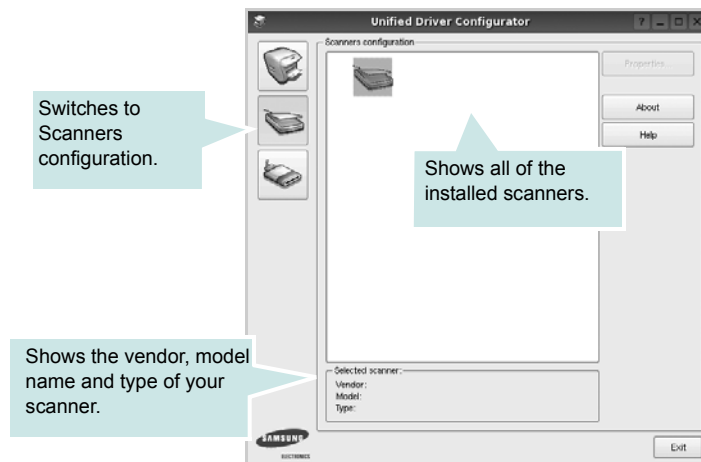 Unified Driver Configurator
Scanners configuration
Properties...
About
Help
Switches to
Scanners
configuration.
Shows all of the
installed scanners.
Shows the vendor, model
name and type of your
scanner.
Selected scanner:
Vendor:
Model:
Type:
SAMSUNG
ELECTRONICS
Exit